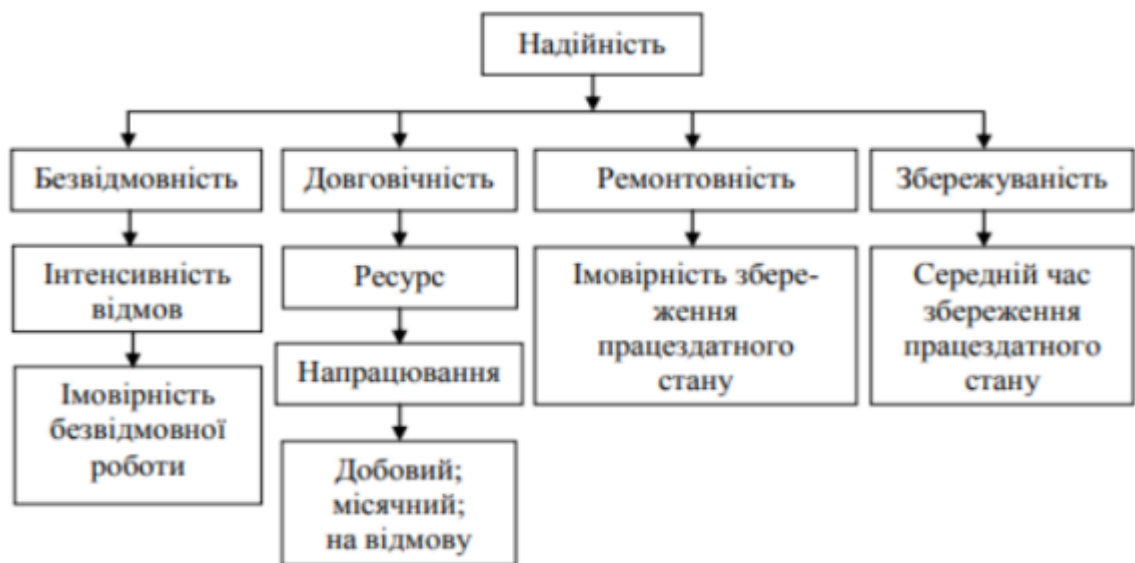 Надійність
Безвідмовність
Довговічність
Ремонтовність
Збережуваність
Інтенсивність
відмов
Ресурс
Імовірність збере-
ження
працездатного
стану
Середній час
збереження
працездатного
стану
Імовірність
безвідмовної
роботи
Напрацювання
Добовий;
місячний;
на відмову